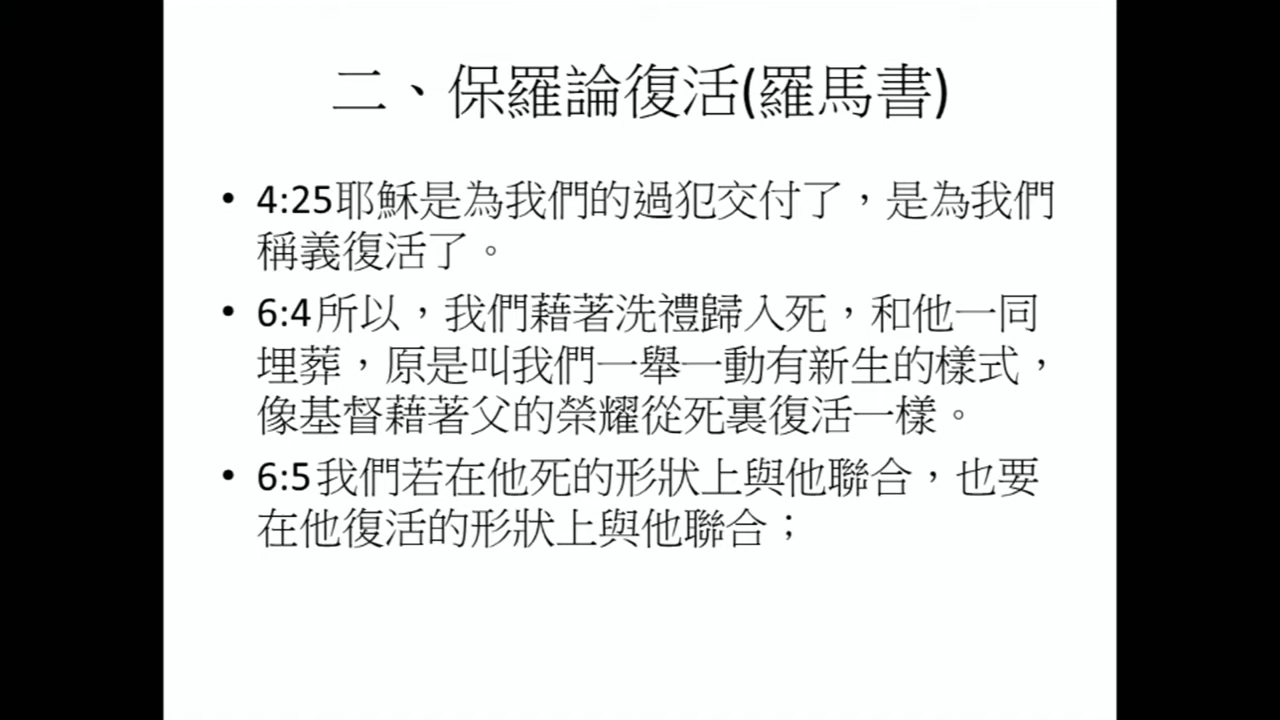 二、保羅論復活(羅馬書)
• 4:25耶穌是為我們的過犯交付了，是為我們
稱義復活了。
• 6:4所以，我們藉著洗禮歸入死，和他一同
埋葬，原是叫我們一舉一動有新生的樣式，
像基督藉著父的榮耀從死裏復活一樣。
• 6:5我們若在他死的形狀上與他聯合，也要
在他復活的形狀上與他聯合；